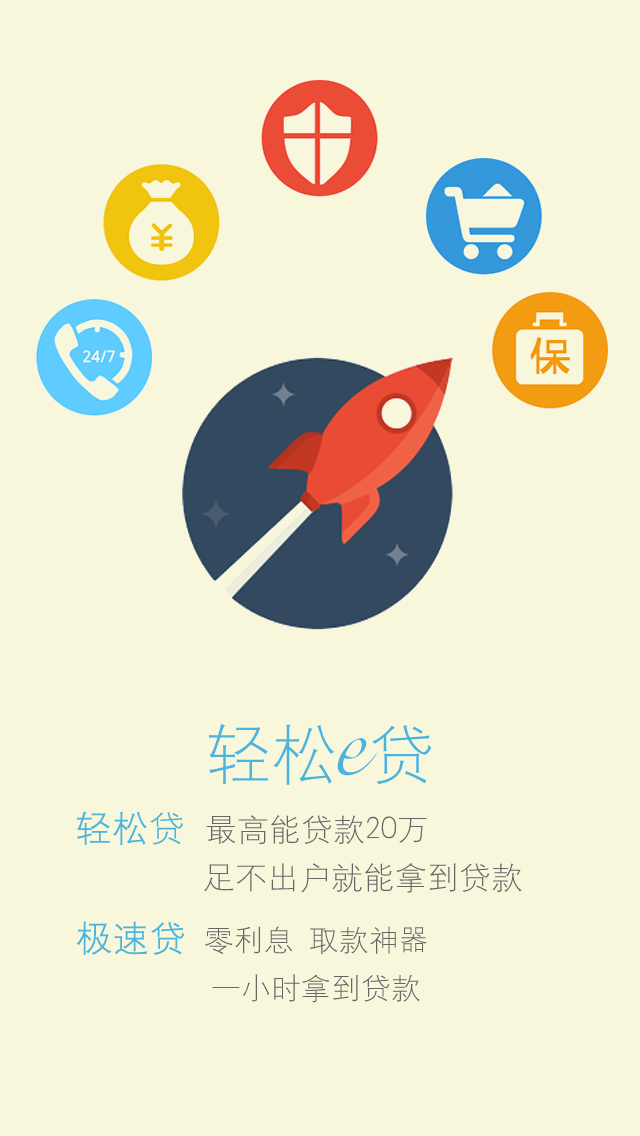 24/7
¥
保
轻松e贷
轻松贷 最高能贷款20万
足不出户就能拿到贷款
极速贷 零利息 取款神器
一小时拿到贷款